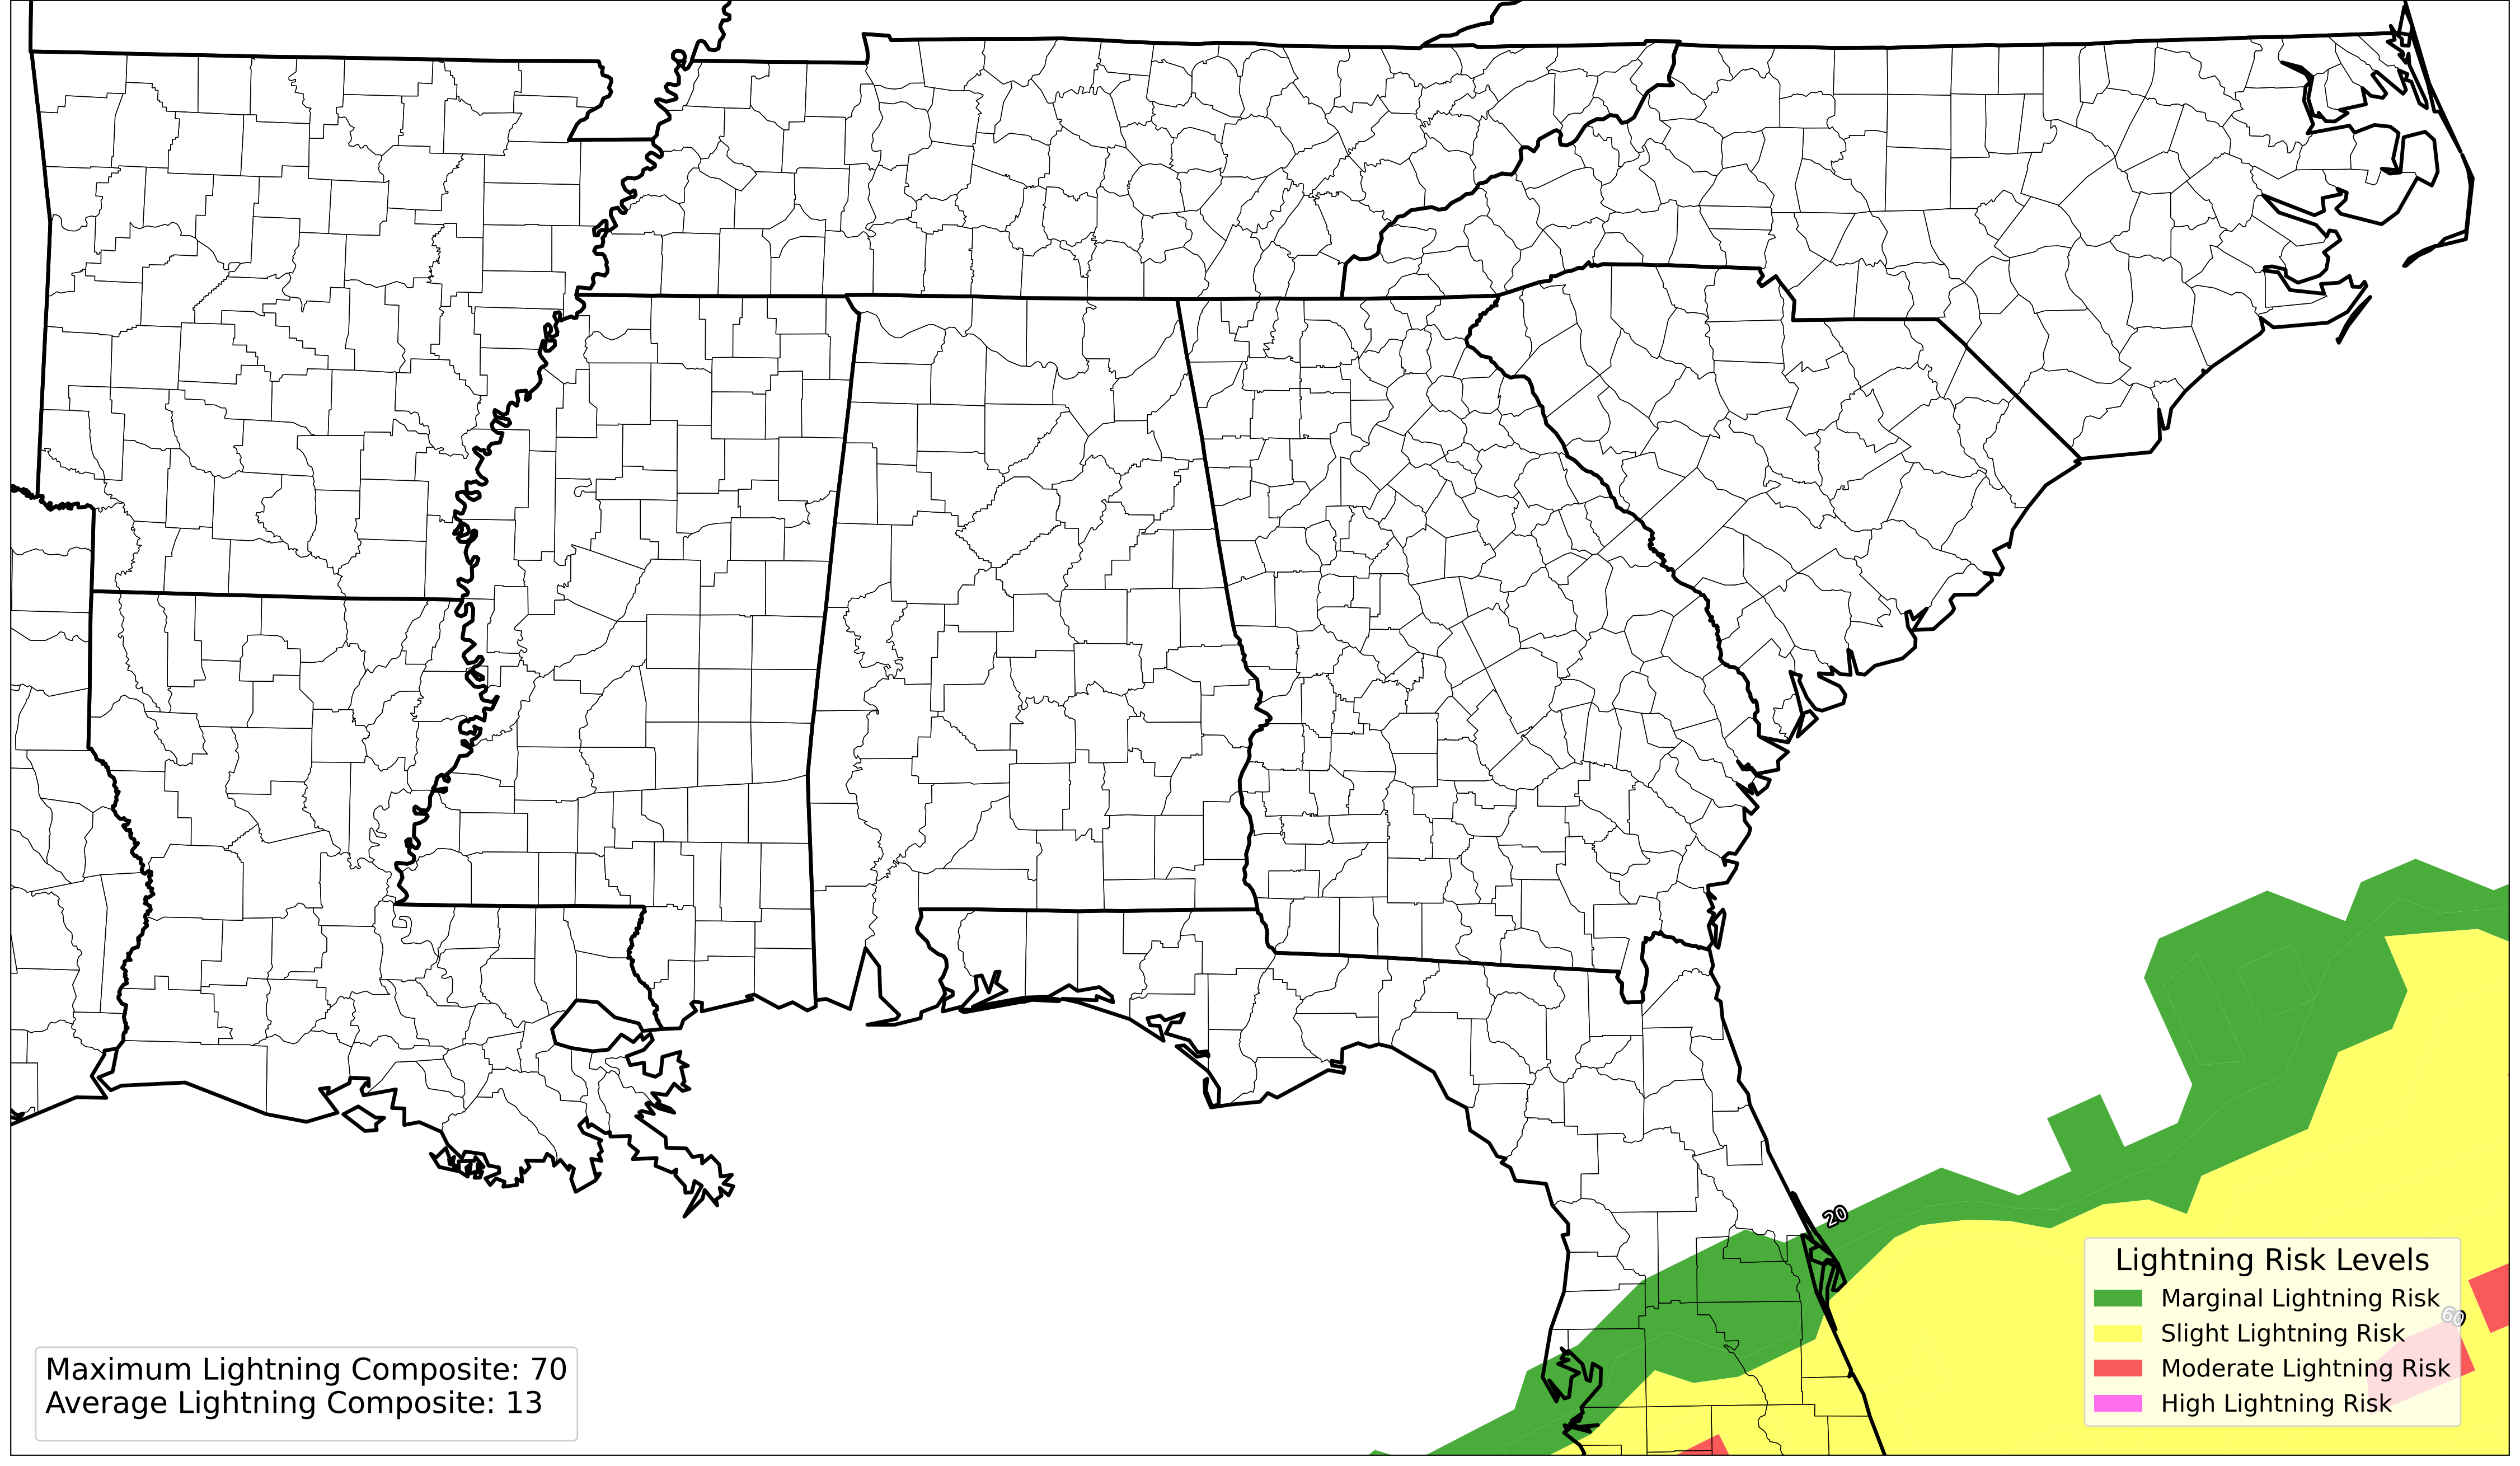 20
Lightning Risk Levels
Marginal Lightning Risk
60
Slight Lightning Risk
Moderate Lightning Risk
High Lightning Risk
Maximum Lightning Composite: 70
Average Lightning Composite: 13